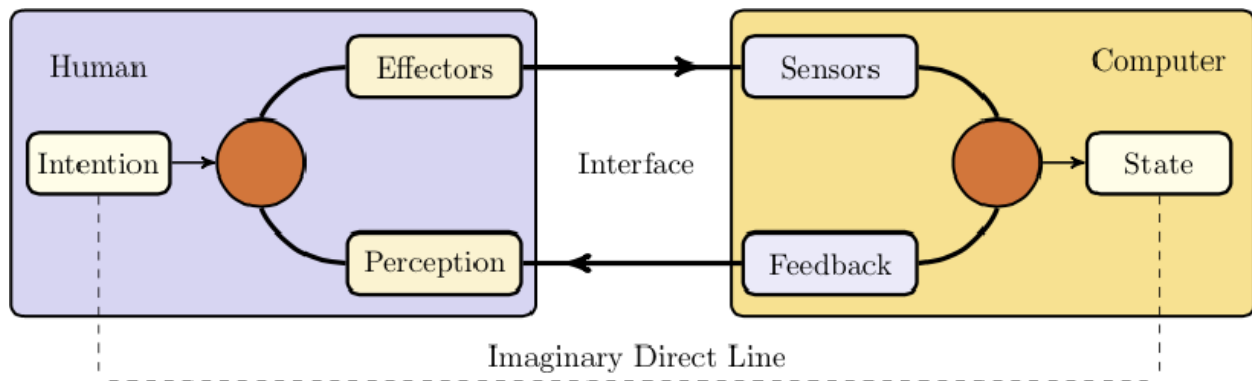 Human
Effectors
Sensors
Computer
Intention
Interface
State
Perception
Feedback
Imaginary Direct Line